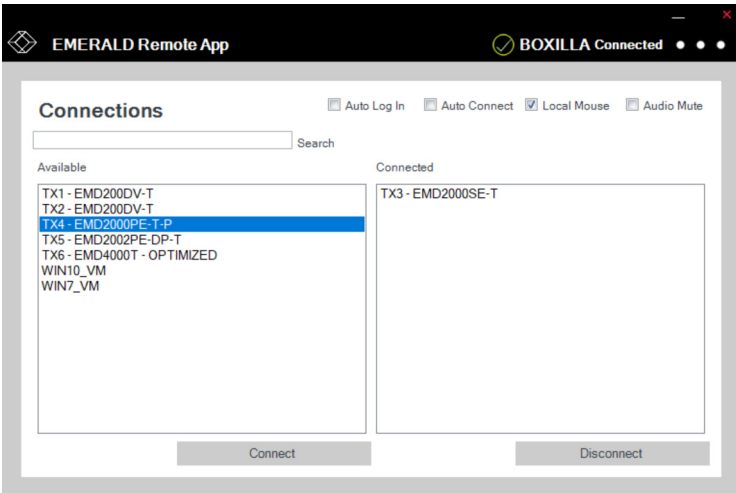 EMERALD Remote App
BOXILLA Connected
Connections
Auto Log In
Auto Connect
Local Mouse
Audio Mute
Search
Available
Connected
TX1 - EMD200DV-T
TX2 - EMD200DV-T
TX4 - EMD2000PE-T-P
TX5 - EMD2002PE-DP-T
TX6 - EMD4000T - OPTIMIZED
WIN10_VM
WIN7_VM
TX3 - EMD2000SE-T
Connect
Disconnect